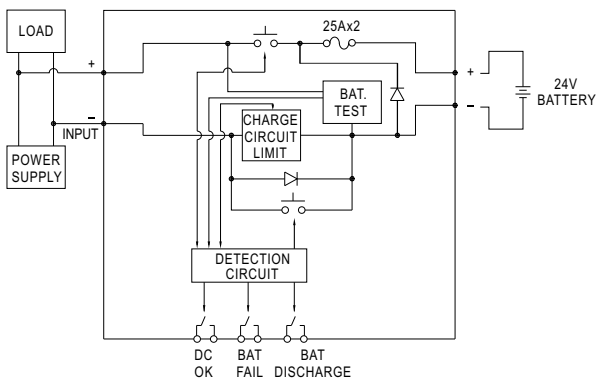 LOAD
25Ax2
+
+
+
24V
BATTERY
BAT.
TEST
−
−
−
CHARGE
CIRCUIT
LIMIT
INPUT
POWER
SUPPLY
DETECTION
CIRCUIT
DC
OK
BAT
FAIL
BAT
DISCHARGE